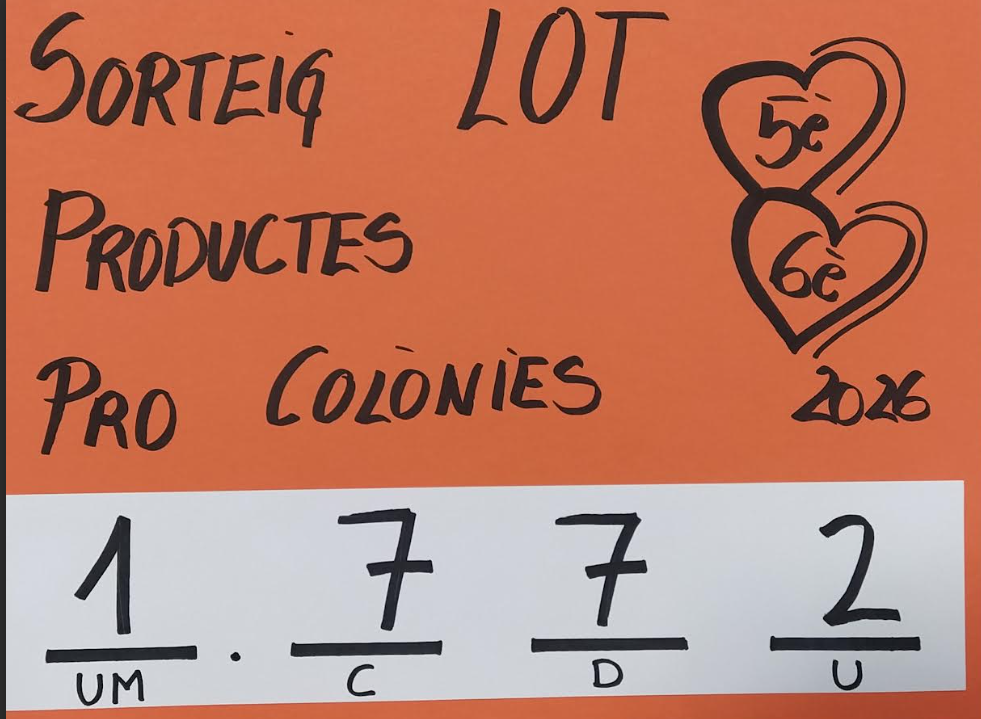 SORTEIG LOT
5è
PRODUCTES
6è
PRO COLÒNIES
2026
1 . 7 7 2
UM C D U